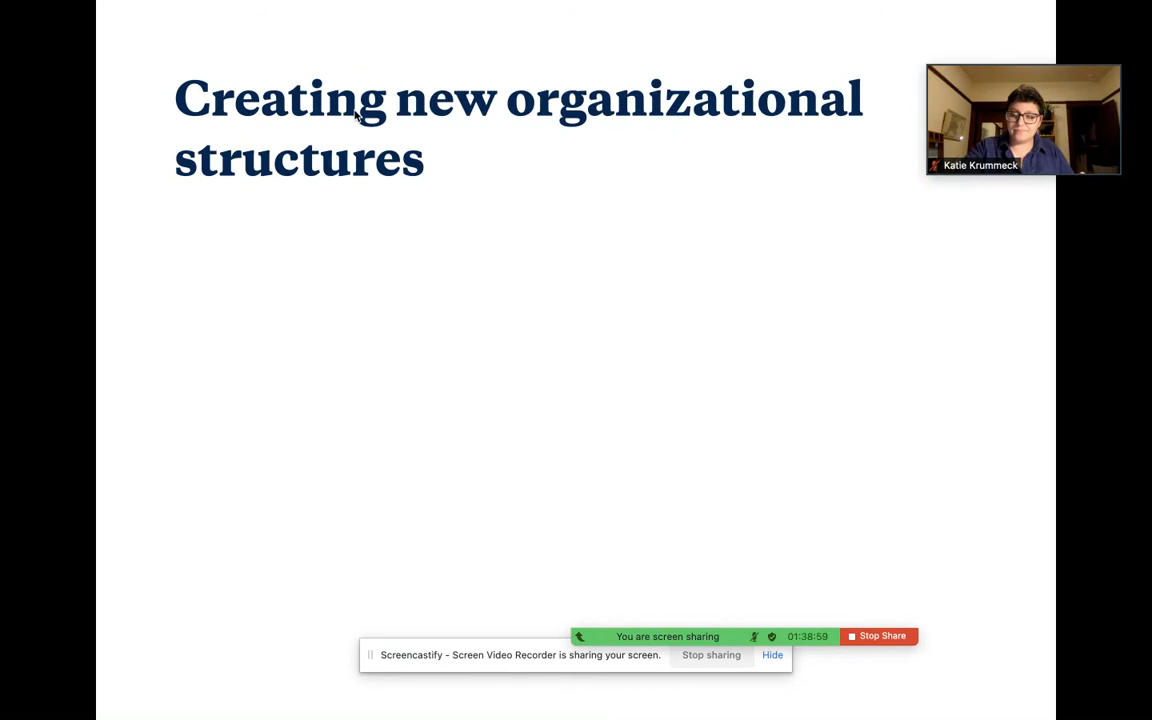 Creating new organizational
structures
Katie Krummeck
You are screen sharing
01:38:59
Stop Share
Screencastify - Screen Video Recorder is sharing your screen.
Stop sharing
Hide